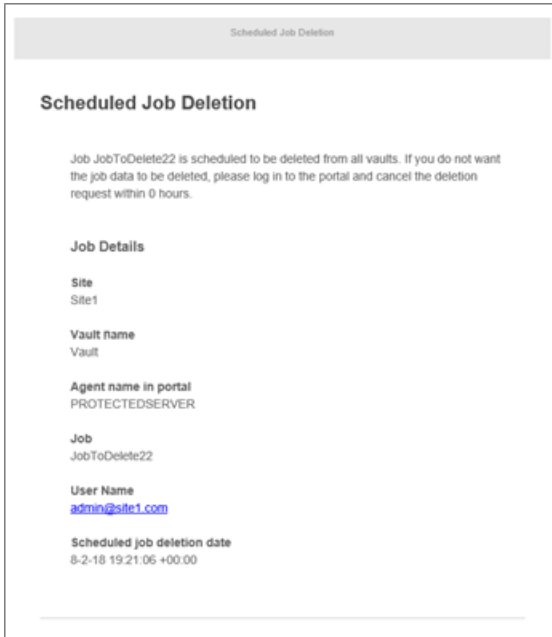 Scheduled Job Deletion
Scheduled Job Deletion
Job JobToDelete22 is scheduled to be deleted from all vaults. If you do not want
the job data to be deleted, please log in to the portal and cancel the deletion
request within 0 hours.
Job Details
Site
Site1
Vault name
Vault
Agent name in portal
PROTECTEDSERVER
Job
JobToDelete22
User Name
admin@site1.com
Scheduled job deletion date
8-2-18 19:21:06 +00:00